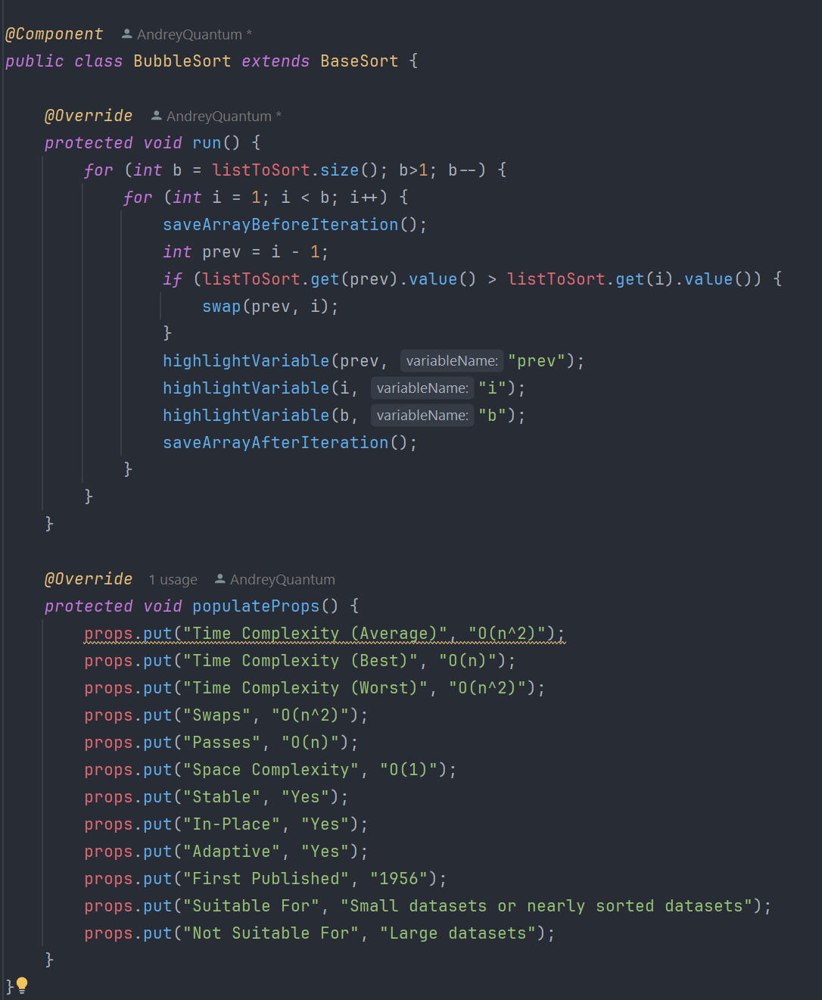 @Component AndreyQuantum *
public class BubbleSort extends BaseSort {
@Override AndreyQuantum *
protected void run() {
for (int b = listToSort.size(); b>1; b--) {
for (int i = 1; i < b; i++) {
saveArrayBeforeIteration();
int prev = i - 1;
if (listToSort.get(prev).value() > listToSort.get(i).value()) {
swap(prev, i);
}
highlightVariable(prev, variableName: "prev");
highlightVariable(i, variableName: "i");
highlightVariable(b, variableName: "b");
saveArrayAfterIteration();
}
}
}
@Override 1 usage AndreyQuantum
protected void populateProps() {
props.put("Time Complexity (Average)", "O(n^2)");
props.put("Time Complexity (Best)", "O(n)");
props.put("Time Complexity (Worst)", "O(n^2)");
props.put("Swaps", "O(n^2)");
props.put("Passes", "O(n)");
props.put("Space Complexity", "O(1)");
props.put("Stable", "Yes");
props.put("In-Place", "Yes");
props.put("Adaptive", "Yes");
props.put("First Published", "1956");
props.put("Suitable For", "Small datasets or nearly sorted datasets");
props.put("Not Suitable For", "Large datasets");
}
}